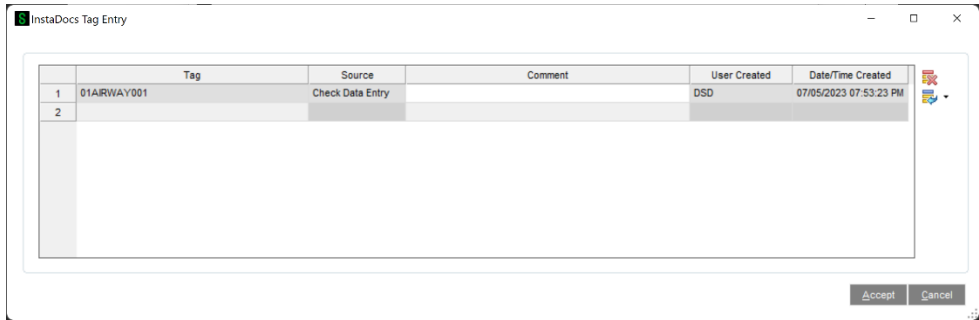 InstaDocs Tag Entry
Tag Source Comment User Created Date/Time Created
1 01AIRWAY001 Check Data Entry DSD 07/05/2023 07:53:23 PM
2
Accept Cancel